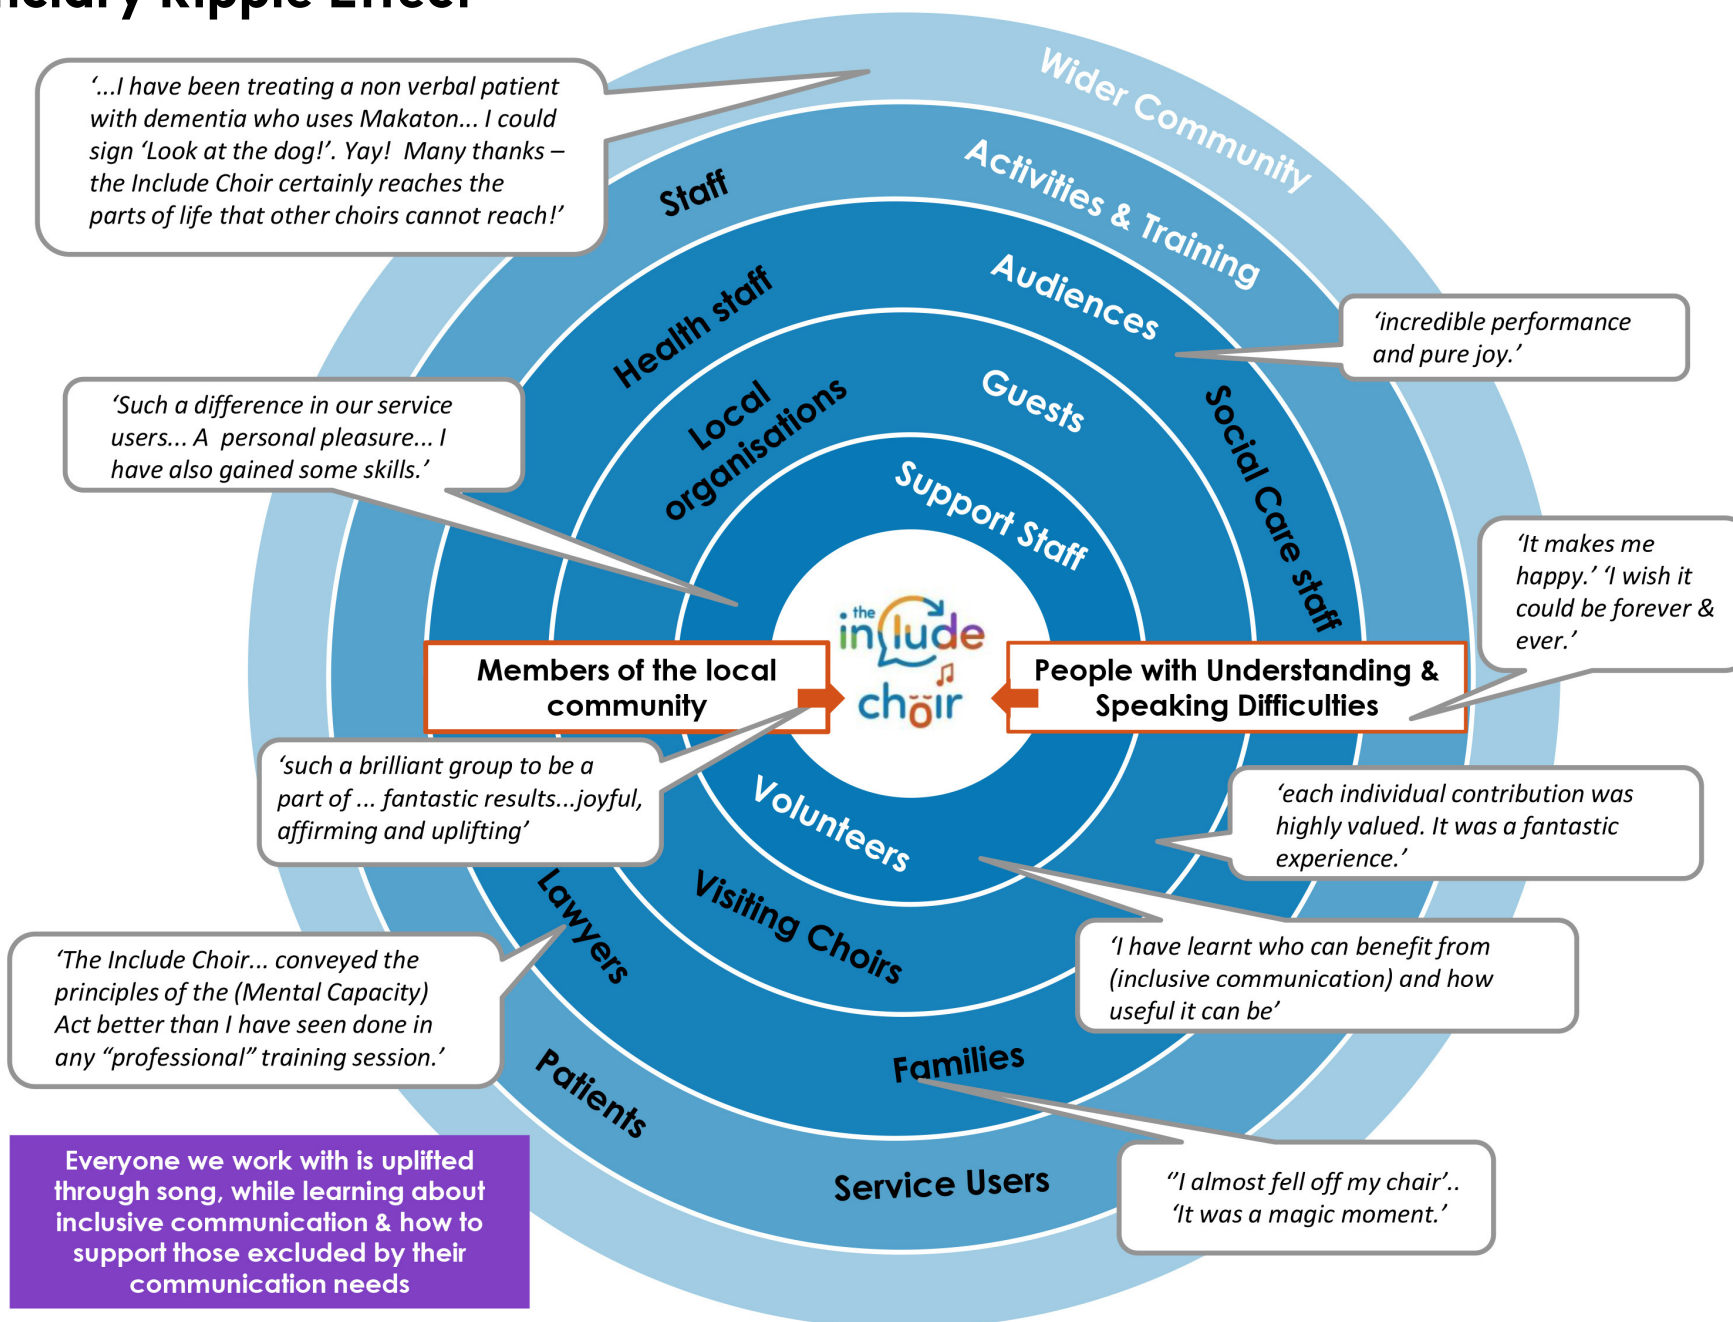 Ripple Effect
Wider Community
‘...I have been treating a non verbal patient
with dementia who uses Makaton... I could
sign ‘Look at the dog!’. Yay!  Many thanks –
the Include Choir certainly reaches the
parts of life that other choirs cannot reach!’
Staff
Activities & Training
Health staff
Audiences
‘incredible performance
and pure joy.’
Local
organisations
Guests
Social Care staff
‘Such a difference in our service
users... A  personal pleasure... I
have also gained some skills.’
Support Staff
‘It makes me
happy.’ ‘I wish it
could be forever &
ever.’
the
include
choir
Members of the local
community
People with Understanding &
Speaking Difficulties
‘such a brilliant group to be a
part of ... fantastic results...joyful,
affirming and uplifting’
Volunteers
‘each individual contribution was
highly valued. It was a fantastic
experience.’
Lawyers
Visiting Choirs
‘I have learnt who can benefit from
(inclusive communication) and how
useful it can be’
‘The Include Choir... conveyed the
principles of the (Mental Capacity)
Act better than I have seen done in
any “professional” training session.’
Families
Patients
Service Users
‘’I almost fell off my chair’..
‘It was a magic moment.’
Everyone we work with is uplifted
through song, while learning about
inclusive communication & how to
support those excluded by their
communication needs